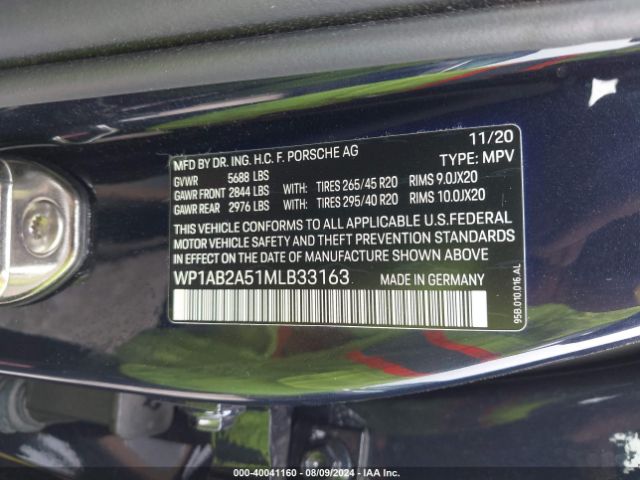 11/20
MFD BY DR. ING. H.C. F. PORSCHE AG
TYPE: MPV
GVWR 5688 LBS
GAWR FRONT 2844 LBS WITH: TIRES 265/45 R20 RIMS 9.0JX20
GAWR REAR 2976 LBS WITH: TIRES 295/40 R20 RIMS 10.0JX20
THIS VEHICLE CONFORMS TO ALL APPLICABLE U.S.FEDERAL
MOTOR VEHICLE SAFETY AND THEFT PREVENTION STANDARDS
IN EFFECT ON THE DATE OF MANUFACTURE SHOWN ABOVE
WP1AB2A51MLB33163 MADE IN GERMANY
95B.010.016.AL
000-40041160 - 08/09/2024 - IAA Inc.